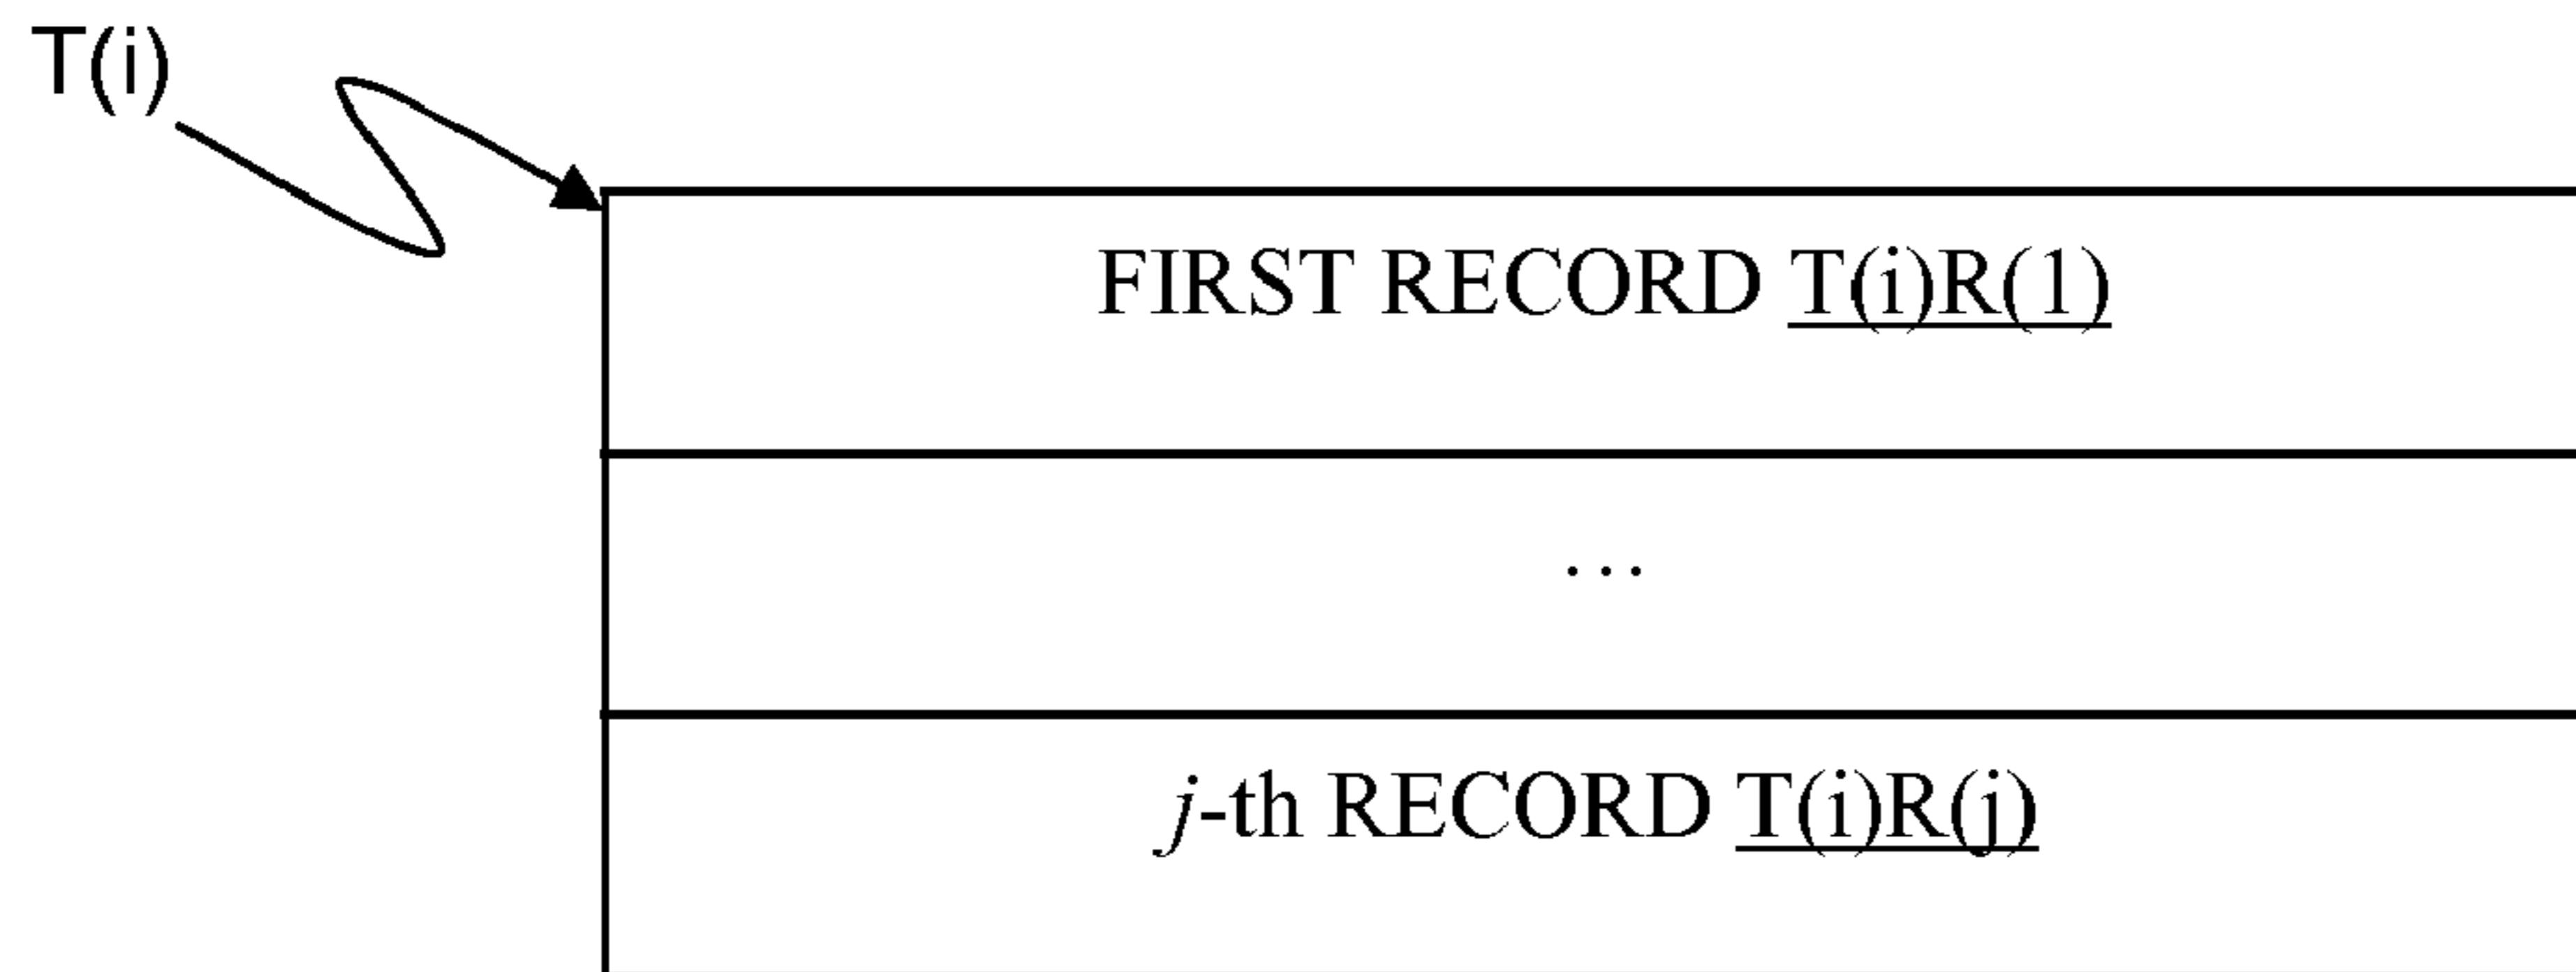 T(i)
FIRST RECORD T(i)R(1)
...
j-th RECORD T(i)R(j)